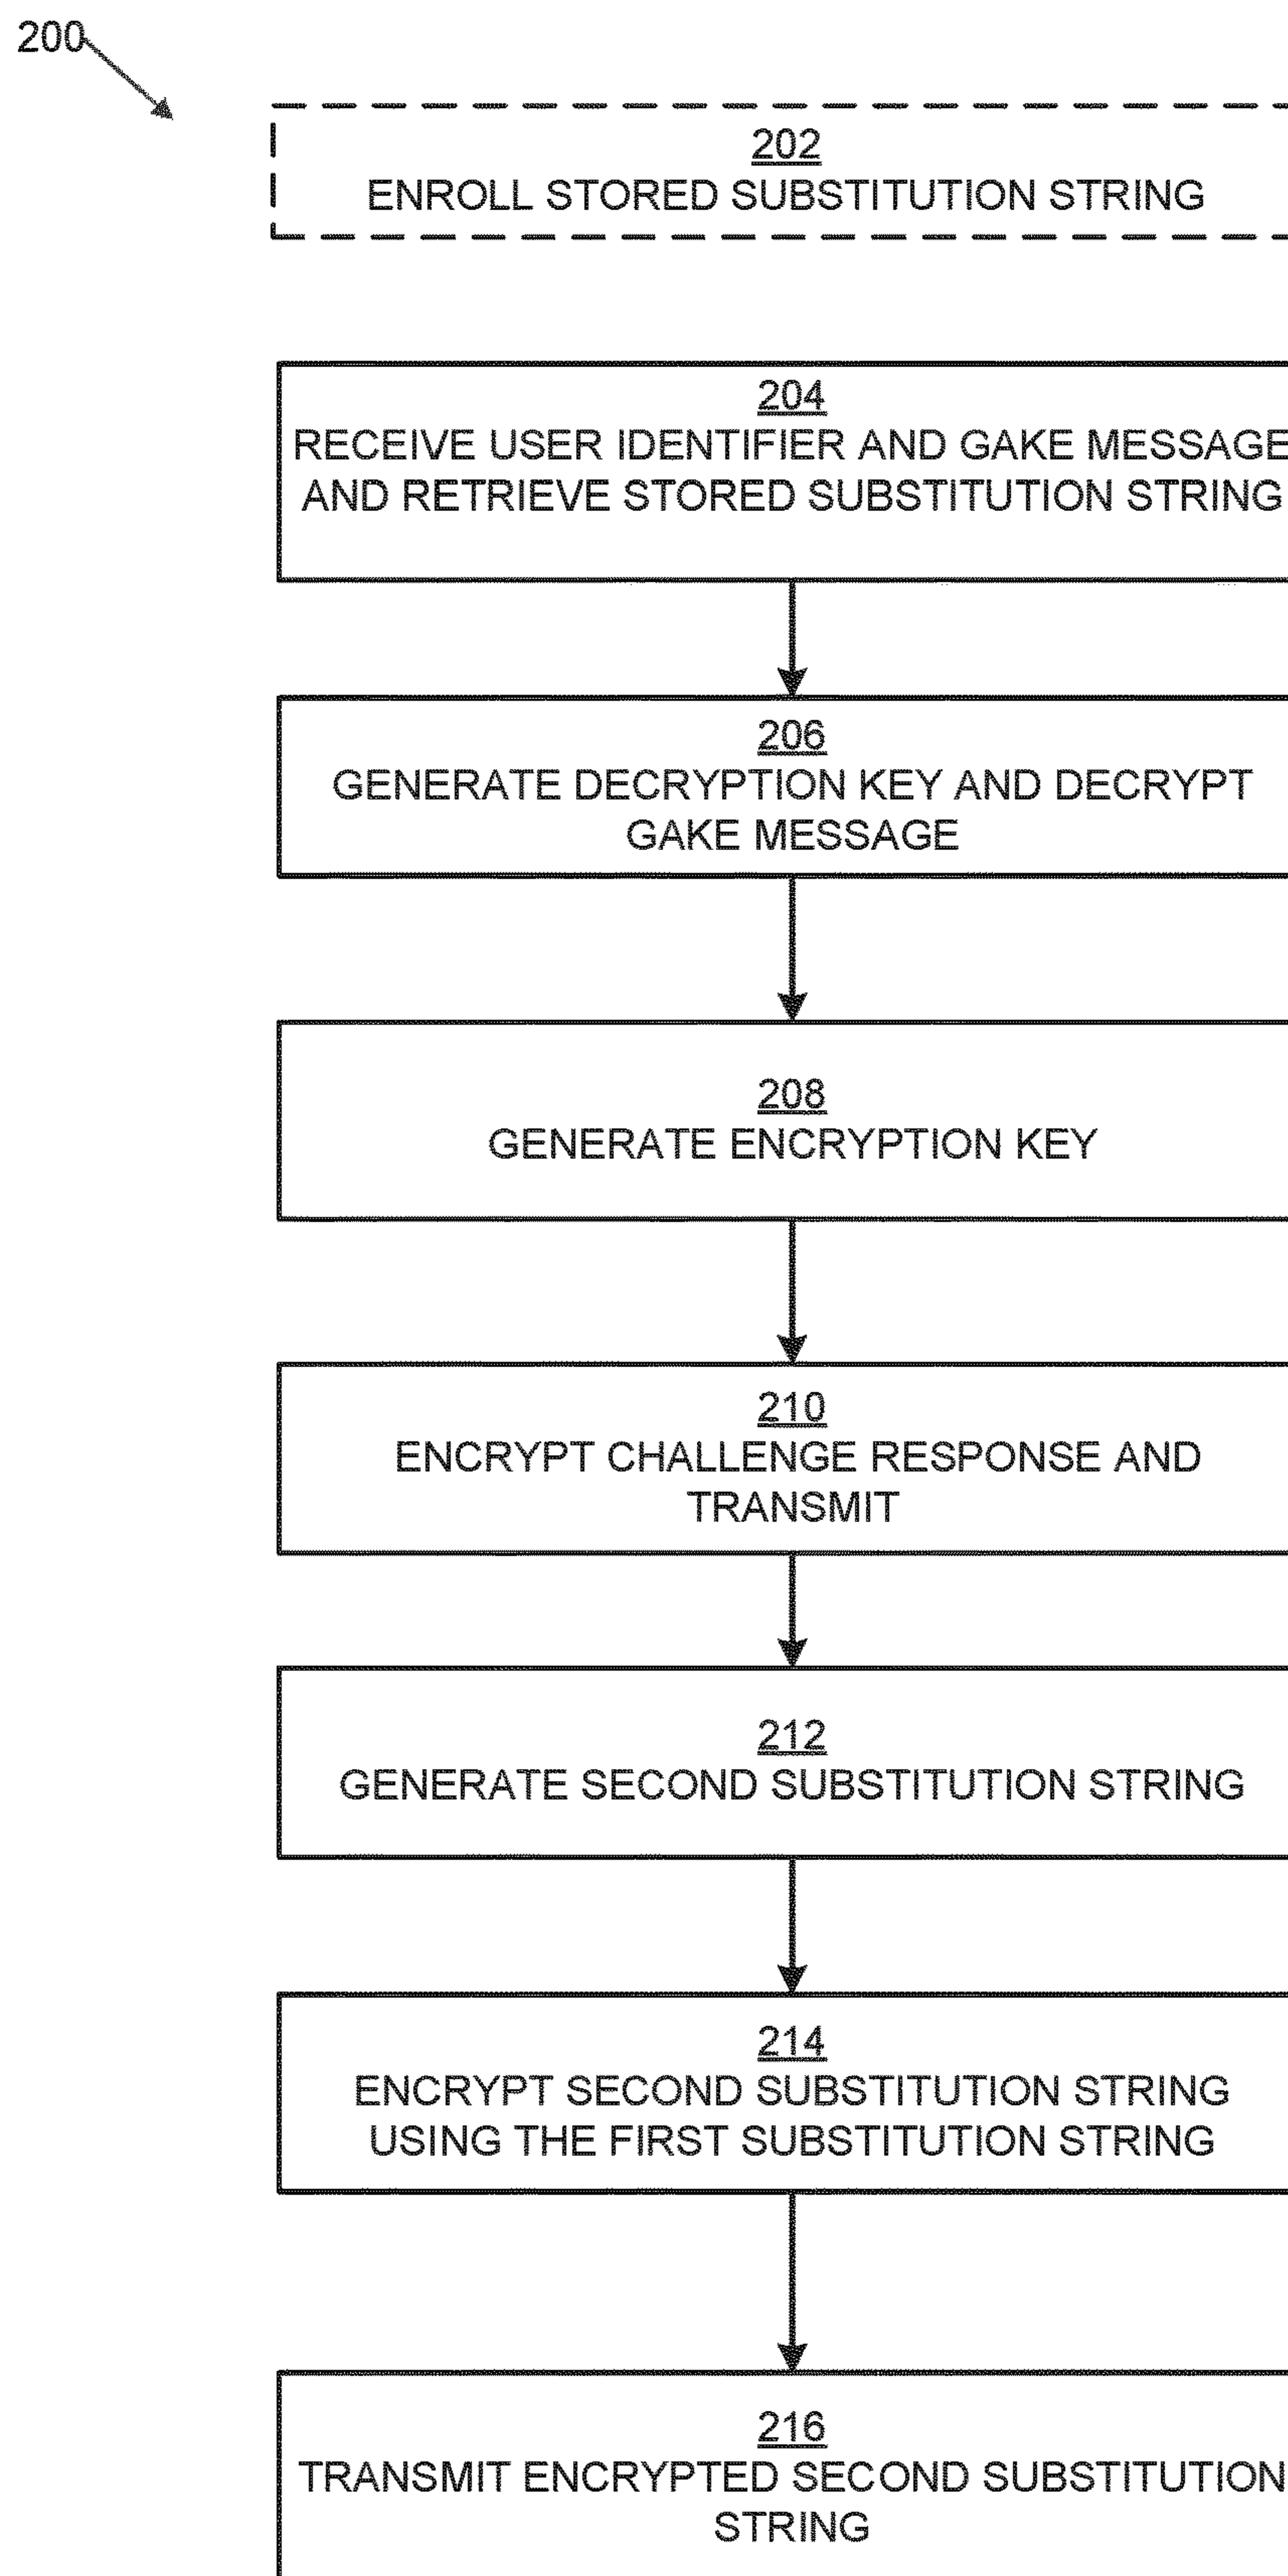 200
202
ENROLL STORED SUBSTITUTION STRING
204
RECEIVE USER IDENTIFIER AND GAKE MESSAGE
AND RETRIEVE STORED SUBSTITUTION STRING
206
GENERATE DECRYPTION KEY AND DECRYPT
GAKE MESSAGE
208
GENERATE ENCRYPTION KEY
210
ENCRYPT CHALLENGE RESPONSE AND
TRANSMIT
212
GENERATE SECOND SUBSTITUTION STRING
214
ENCRYPT SECOND SUBSTITUTION STRING
USING THE FIRST SUBSTITUTION STRING
216
TRANSMIT ENCRYPTED SECOND SUBSTITUTION
STRING